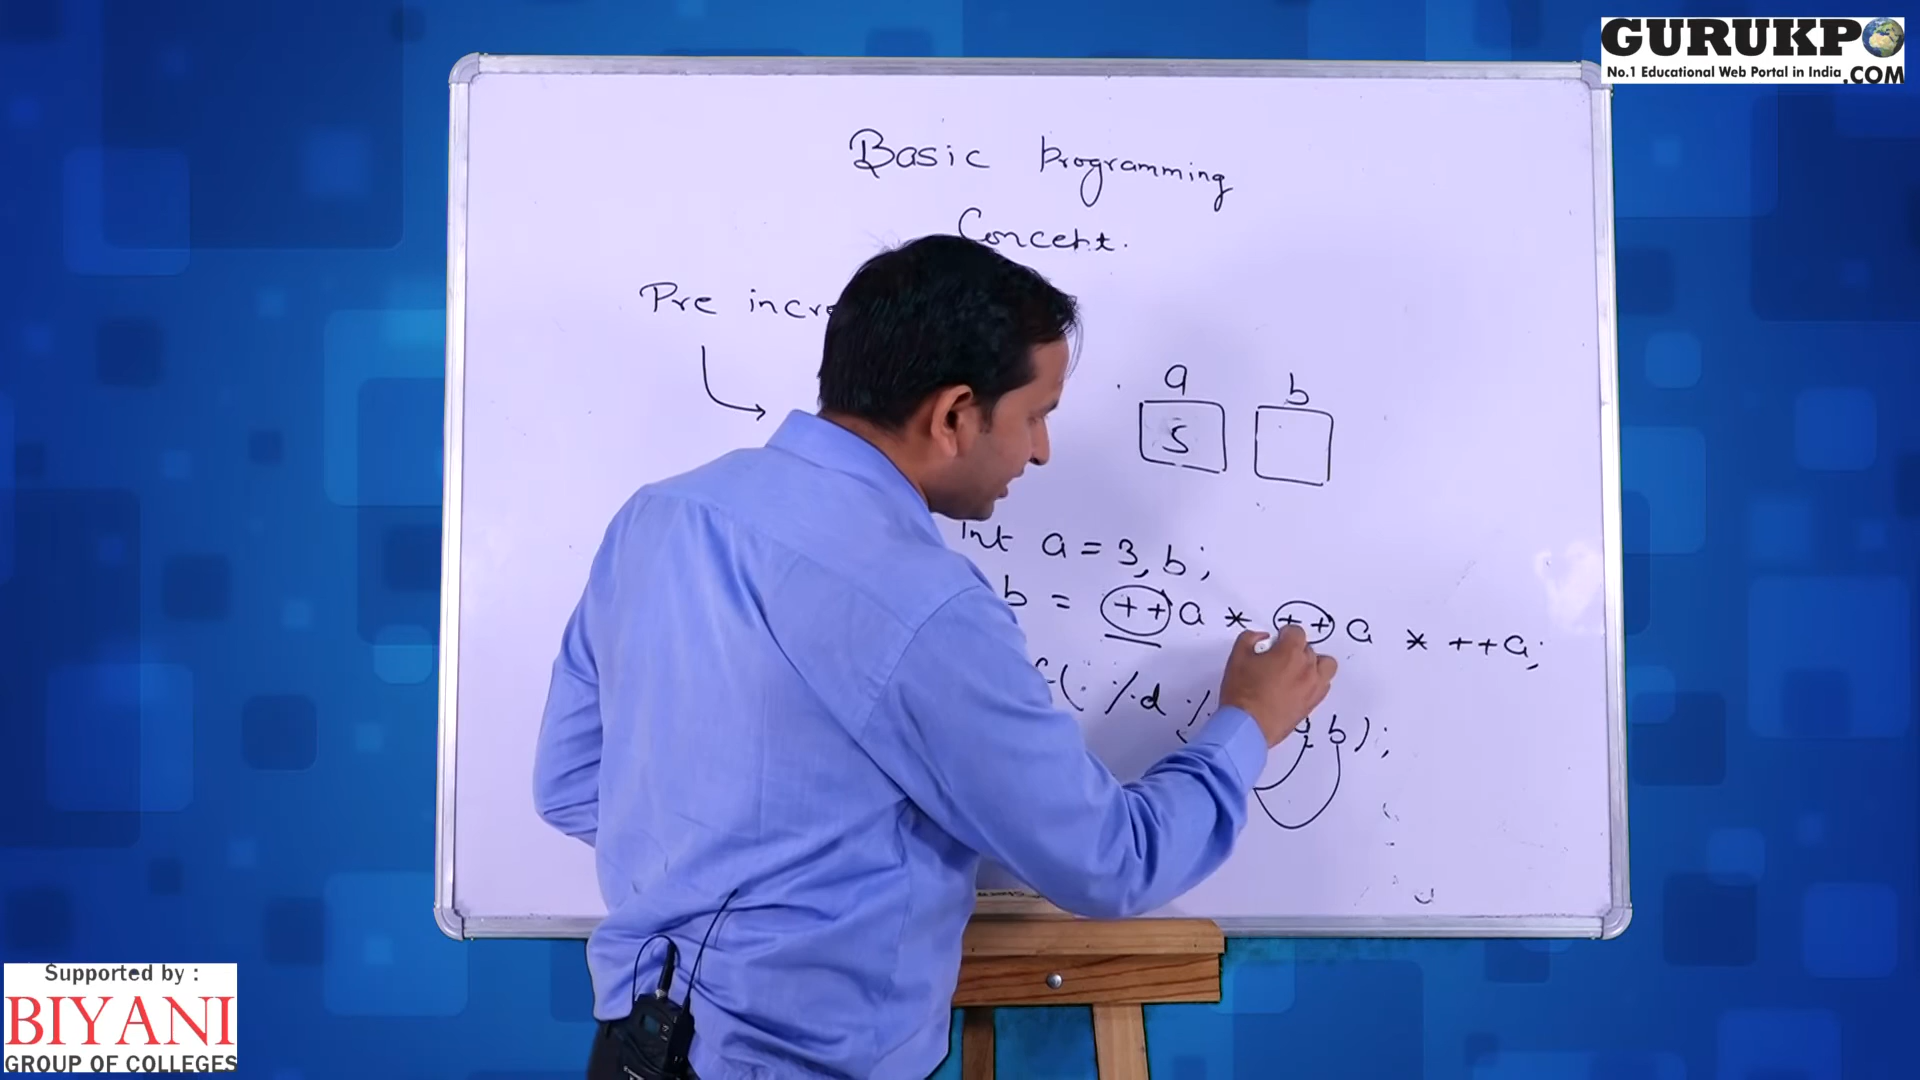 GURUKPO
No.1 Educational Web Portal in India .COM
Basic Programming
Concept.
Pre incre
a b
5
int a = 3, b;
b = ++a * ++a * ++a;
f( %d %
b);
Supported by :
BIYANI
GROUP OF COLLEGES